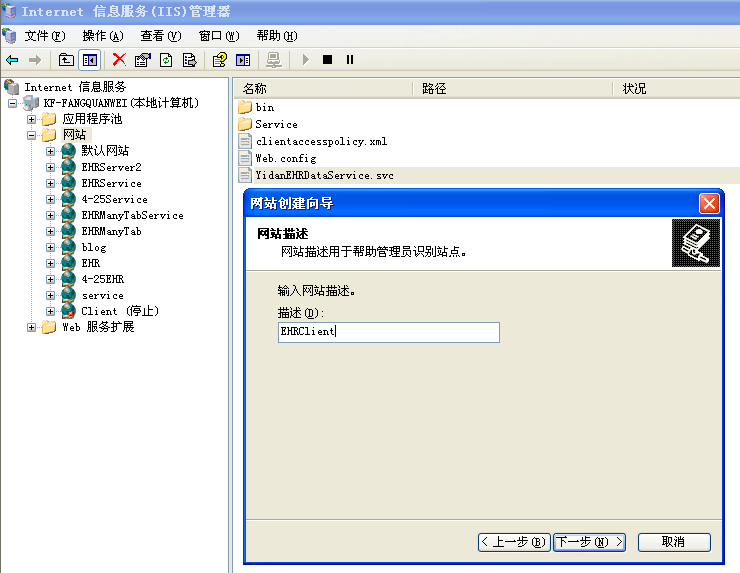 Internet 信息服务(IIS)管理器
文件(F) 操作(A) 查看(V) 窗口(W) 帮助(H)
Internet 信息服务
KF-FANGQUANWEI(本地计算机)
应用程序池
网站
默认网站
EHRServer2
EHRService
4-25Service
EHRManyTabService
EHRManyTab
blog
EHR
4-25EHR
service
Client (停止)
Web 服务扩展
名称 路径 状况
bin
Service
clientaccesspolicy.xml
Web.config
YidanEHRDataService.svc
网站创建向导
网站描述
网站描述用于帮助管理员识别站点。
输入网站描述。
描述(D):
EHRClient
< 上一步(B) 下一步(N) > 取消